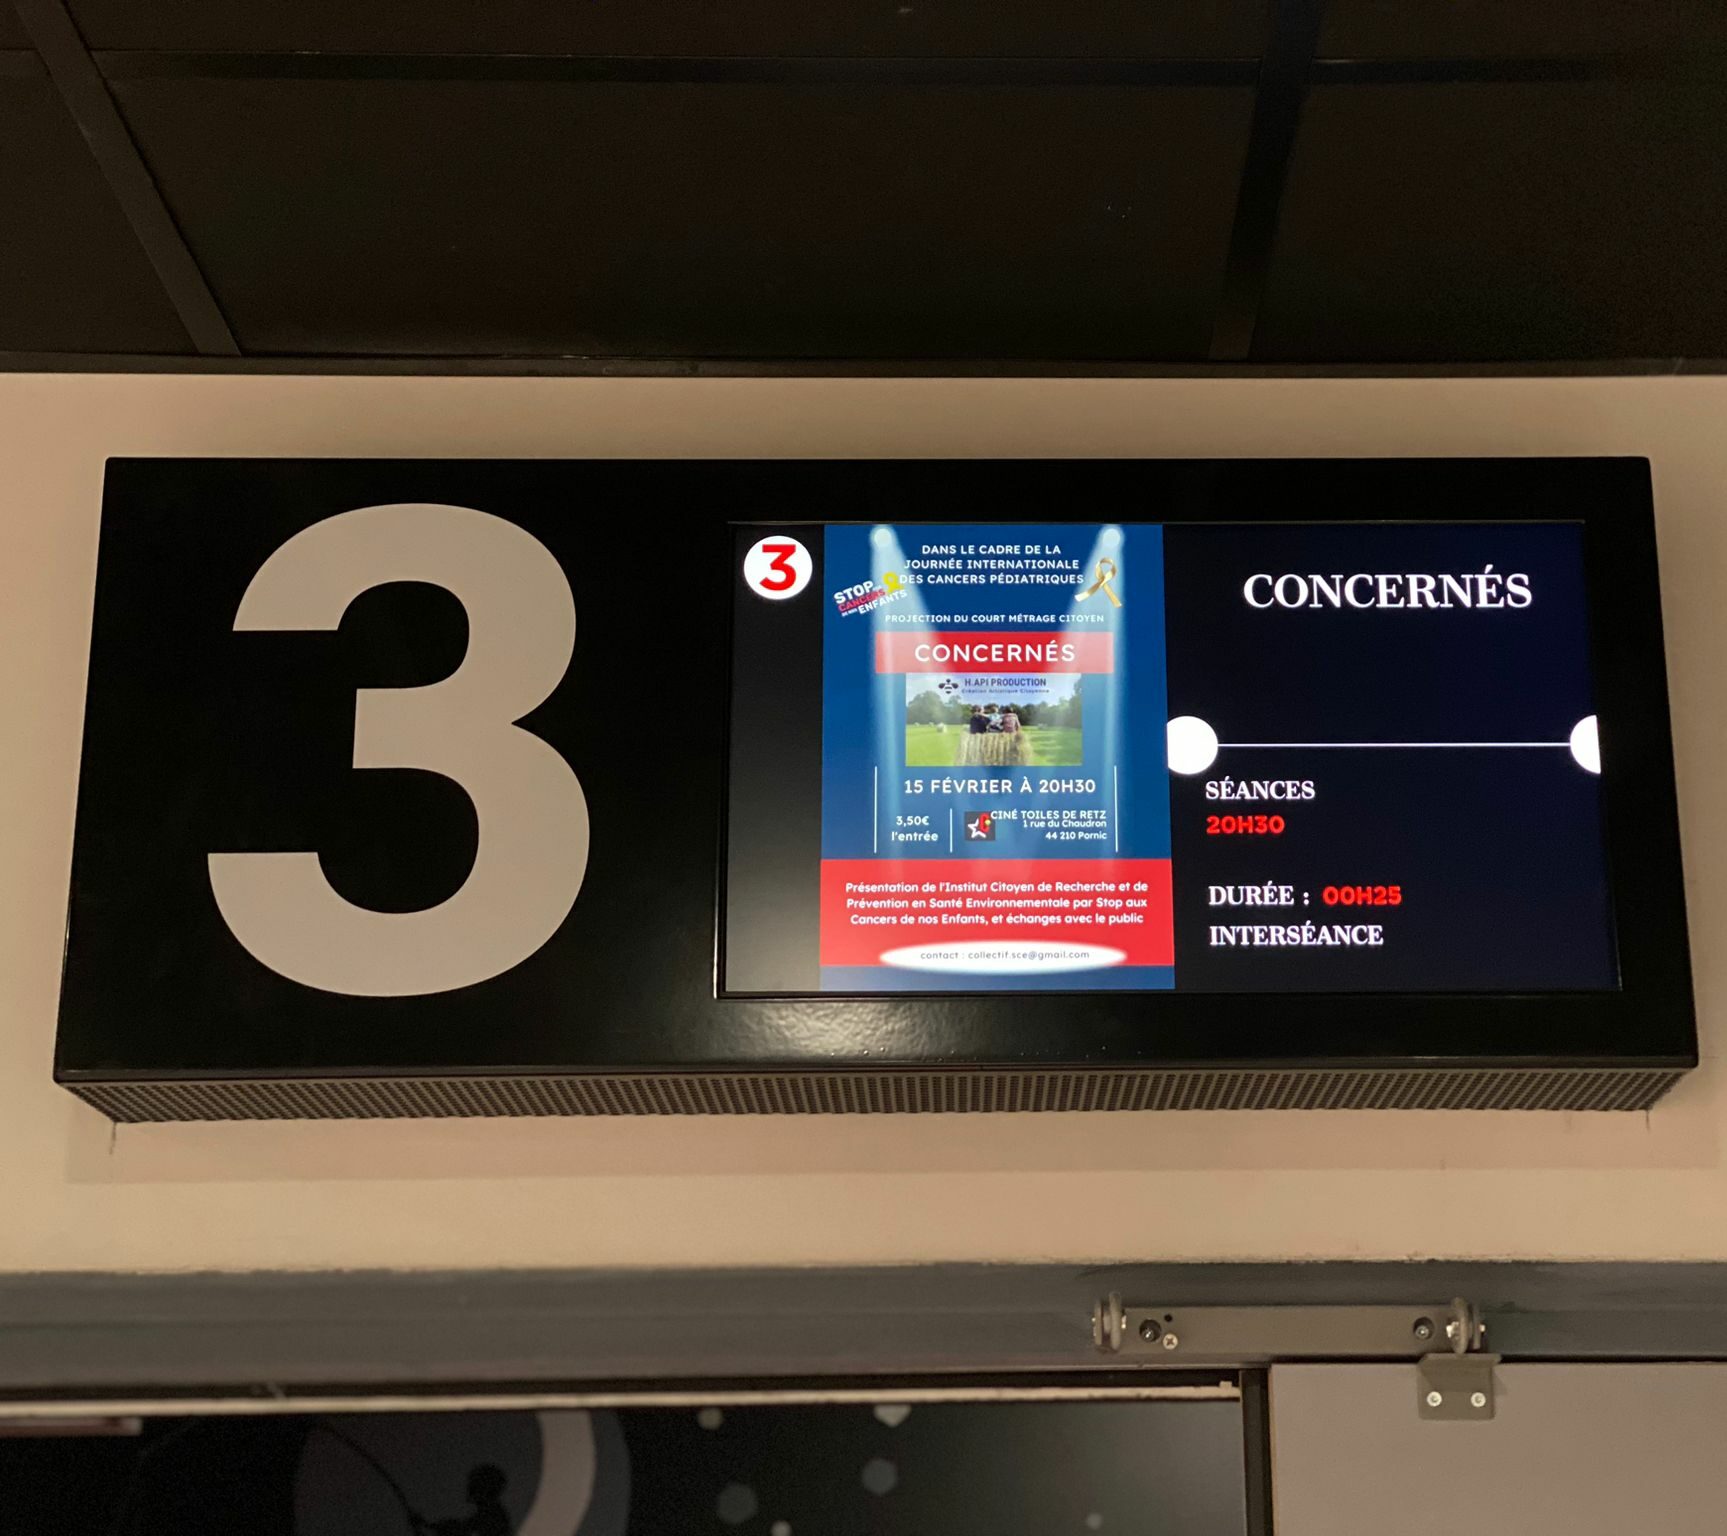 3
3
DANS LE CADRE DE LA
JOURNÉE INTERNATIONALE
DES CANCERS PÉDIATRIQUES
STOP
CANCERS
ENFANTS
PROJECTION DU COURT MÉTRAGE CITOYEN
CONCERNÉS
H.API PRODUCTION
Création Artistique Citoyenne
15 FÉVRIER À 20H30
3,50€
l'entrée
CINÉ TOILES DE RETZ
1 rue du Chaudron
44 210 Pornic
Présentation de l'Institut Citoyen de Recherche et de
Prévention en Santé Environnementale par Stop aux
Cancers de nos Enfants, et échanges avec le public
contact : collectif.sce@gmail.com
CONCERNÉS
SÉANCES
20H30
DURÉE : 00H25
INTERSÉANCE